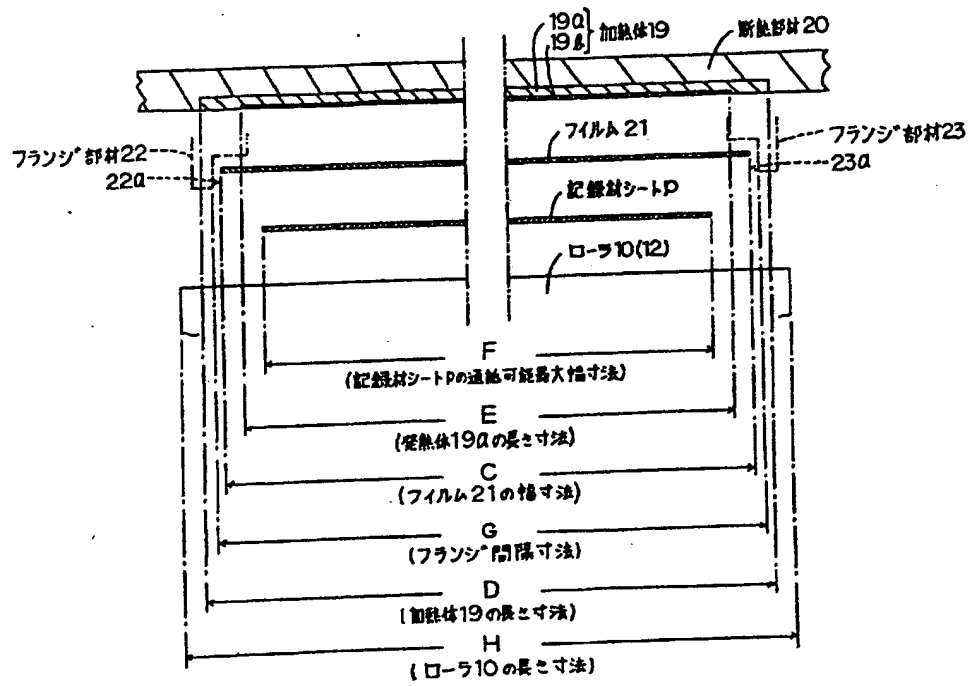 19a
19b
加熱体19
断熱部材20
フランジ部材22
22a
フィルム21
フランジ部材23
23a
記録材シートP
ローラ10(12)
F
(記録材シートPの通紙可能最大幅寸法)
E
(発熱体19aの長さ寸法)
C
(フィルム21の幅寸法)
G
(フランジ間隔寸法)
D
(加熱体19の長さ寸法)
H
(ローラ10の長さ寸法)